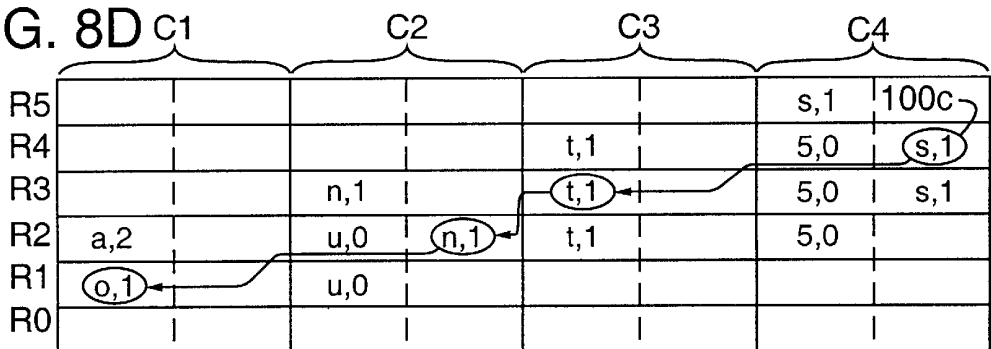 G. 8D C1 C2 C3 C4
R5 s,1 100c
R4 t,1 5,0 s,1
R3 n,1 t,1 5,0 s,1
R2 a,2 u,0 n,1 t,1 5,0
R1 o,1 u,0
R0